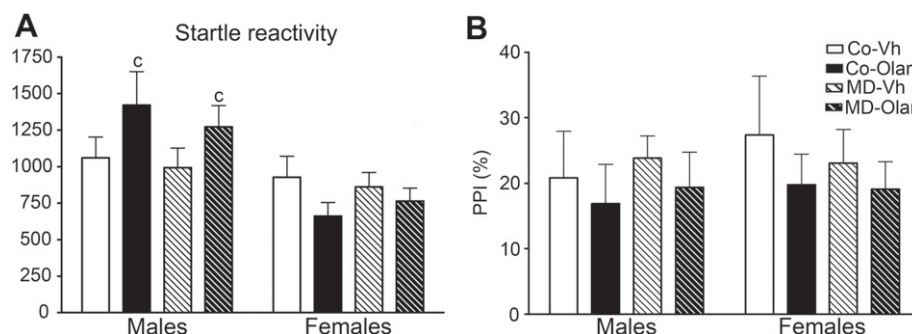 A
Startle reactivity
1750
1500
1250
1000
750
500
250
0
c
c
Males
Females
B
PPI (%)
40
30
20
10
0
Co-Vh
Co-Olan
MD-Vh
MD-Olan
Males
Females